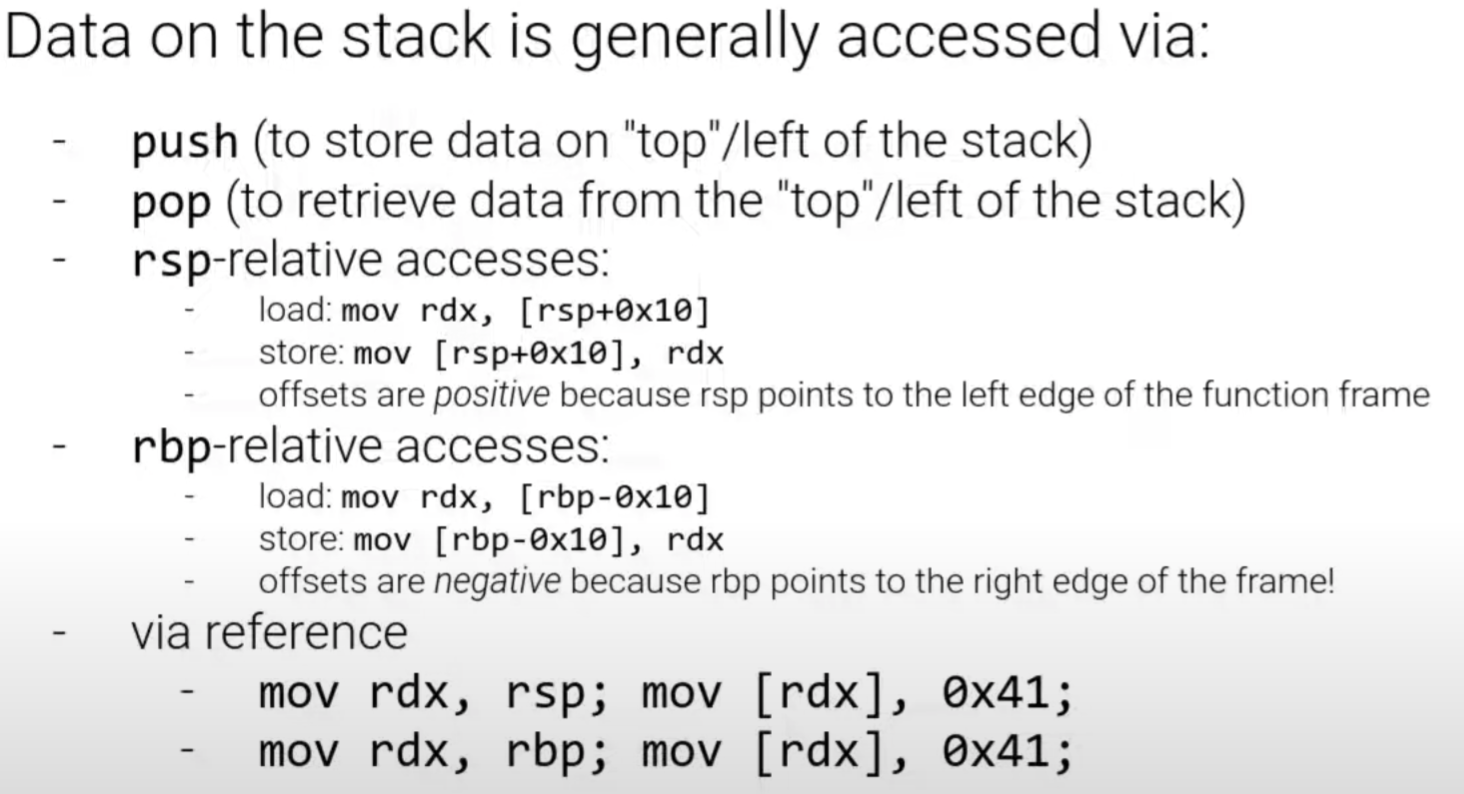 Data on the stack is generally accessed via:
- push (to store data on "top"/left of the stack)
- pop (to retrieve data from the "top"/left of the stack)
- rsp-relative accesses:
- load: mov rdx, [rsp+0x10]
- store: mov [rsp+0x10], rdx
- offsets are positive because rsp points to the left edge of the function frame
- rbp-relative accesses:
- load: mov rdx, [rbp-0x10]
- store: mov [rbp-0x10], rdx
- offsets are negative because rbp points to the right edge of the frame!
- via reference
- mov rdx, rsp; mov [rdx], 0x41;
- mov rdx, rbp; mov [rdx], 0x41;